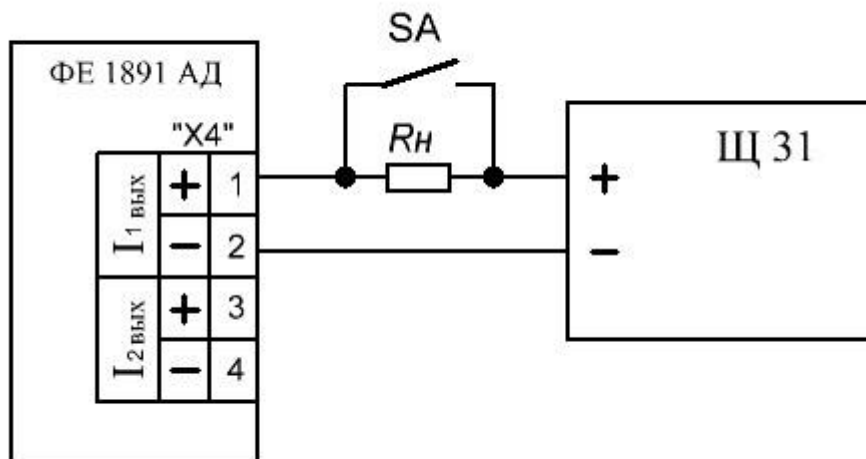 SA
ФЕ 1891 АД
"X4"
Rн
Щ 31
I1 вых
+ 1
− 2
I2 вых
+ 3
− 4
+
−